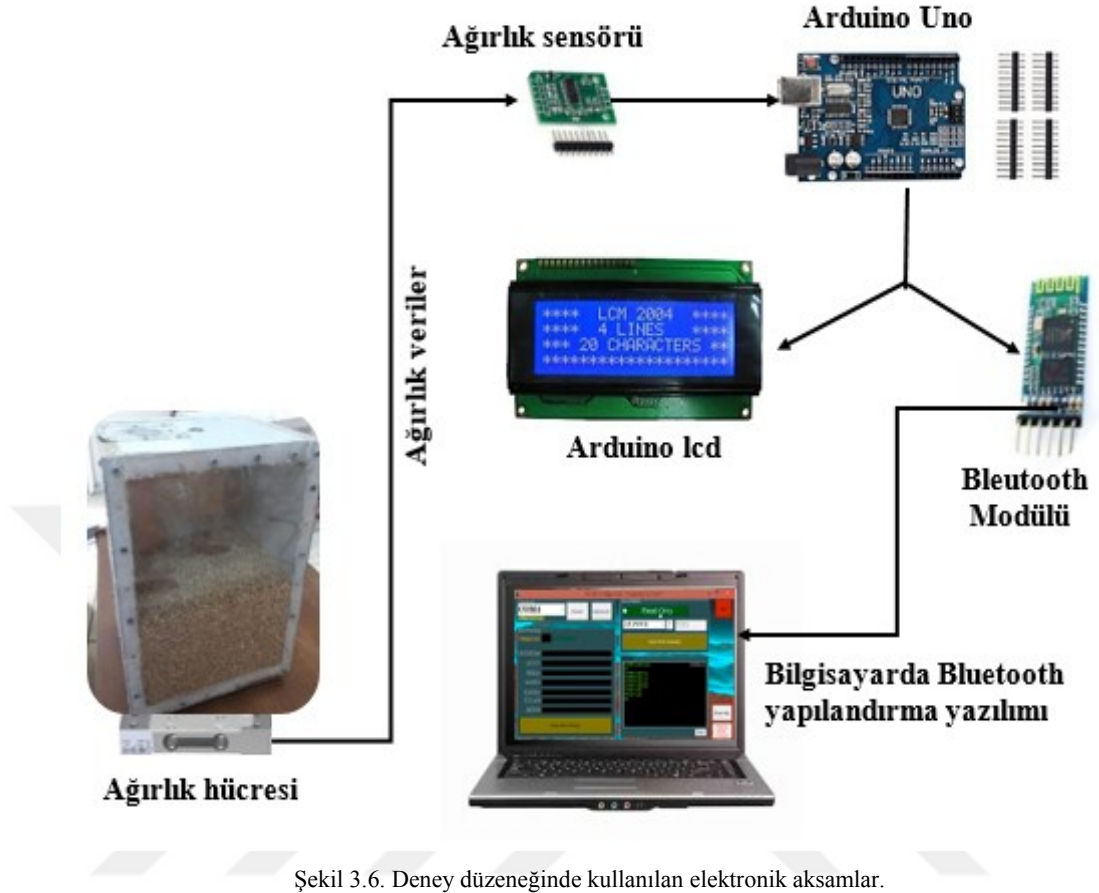 Arduino Uno
Ağırlık sensörü
UNO
Ağırlık veriler
**** LCM 2004 ****
**** 4 LINES ****
*** 20 CHARACTERS **
********************
Arduino lcd
Bleutooth
Modülü
Bilgisayarda Bluetooth
yapılandırma yazılımı
Ağırlık hücresi
Şekil 3.6. Deney düzeneğinde kullanılan elektronik aksamlar.